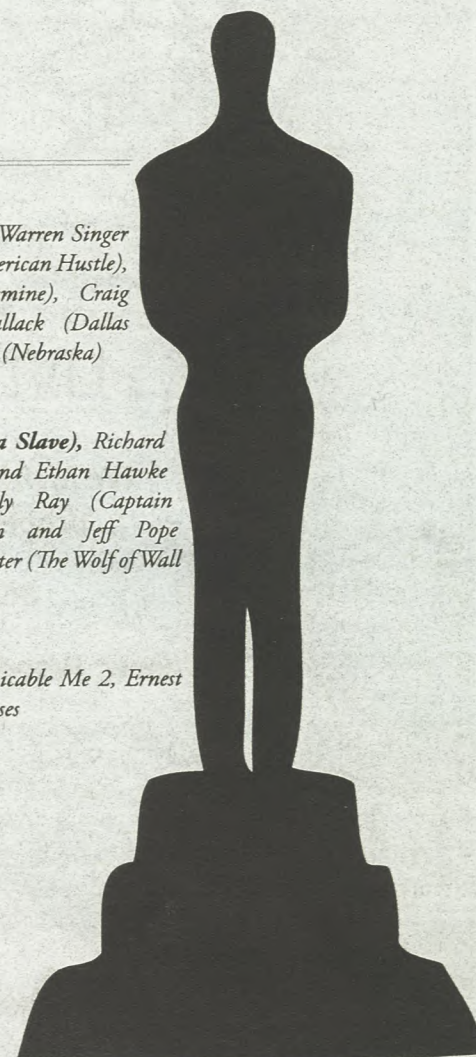 Warren Singer
erican Hustle),
mine), Craig
llack (Dallas
(Nebraska)
a Slave), Richard
nd Ethan Hawke
ly Ray (Captain
n and Jeff Pope
ter (The Wolf of Wall
icable Me 2, Ernest
ses